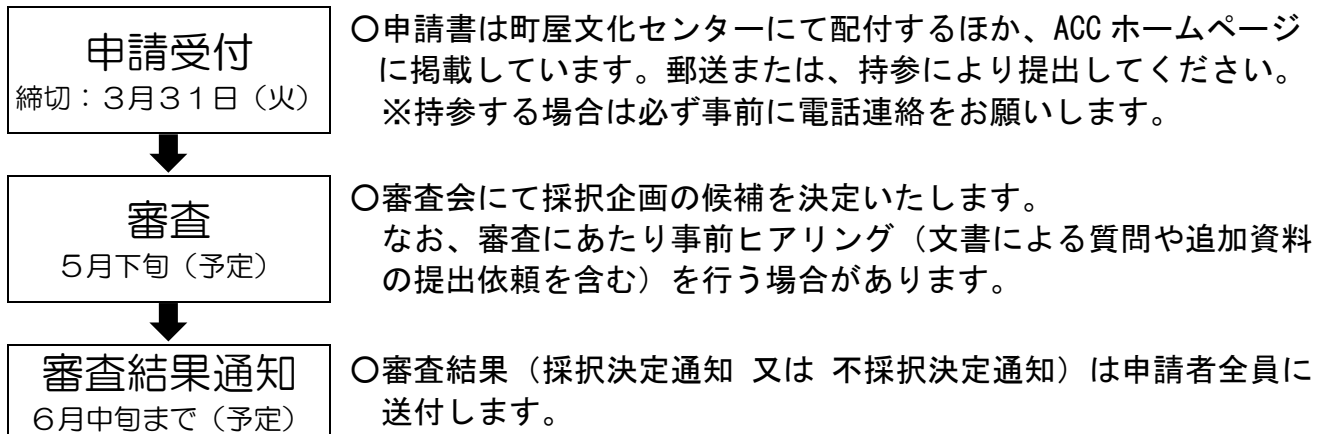 申請受付
締切：３月３１日（火）
〇申請書は町屋文化センターにて配付するほか、ACC ホームページ
に掲載しています。郵送または、持参により提出してください。
※持参する場合は必ず事前に電話連絡をお願いします。
審査
５月下旬（予定）
〇審査会にて採択企画の候補を決定いたします。
なお、審査にあたり事前ヒアリング（文書による質問や追加資料
の提出依頼を含む）を行う場合があります。
審査結果通知
６月中旬まで（予定）
〇審査結果（採択決定通知 又は 不採択決定通知）は申請者全員に
送付します。